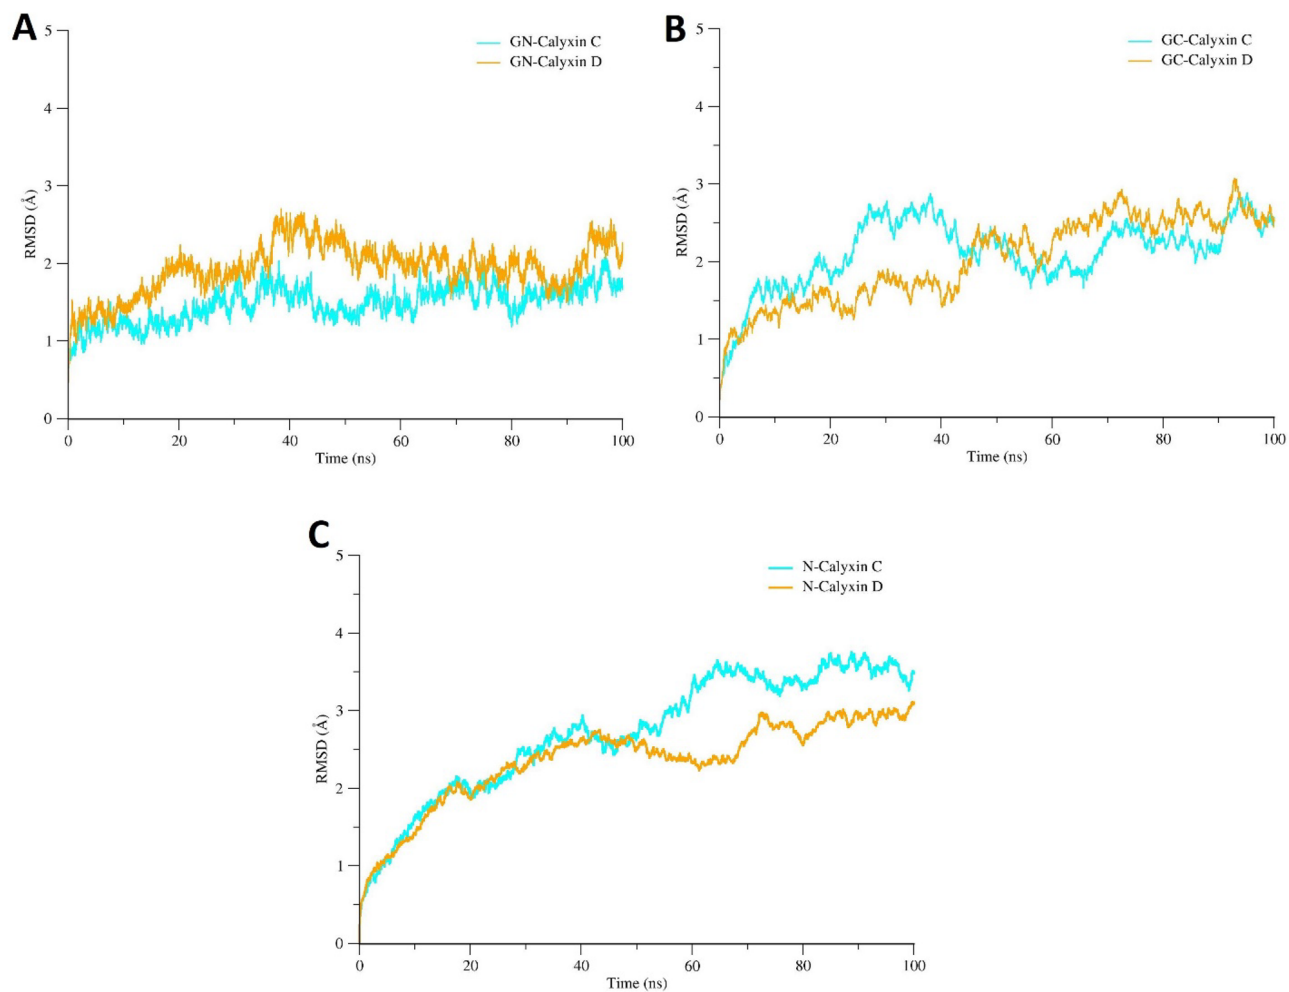 A
GN-Calyxin C
GN-Calyxin D
5
4
3
2
1
0
RMSD (Å)
0 20 40 60 80 100
Time (ns)
B
GC-Calyxin C
GC-Calyxin D
5
4
3
2
1
0
RMSD (Å)
0 20 40 60 80 100
Time (ns)
C
N-Calyxin C
N-Calyxin D
5
4
3
2
1
0
RMSD (Å)
0 20 40 60 80 100
Time (ns)